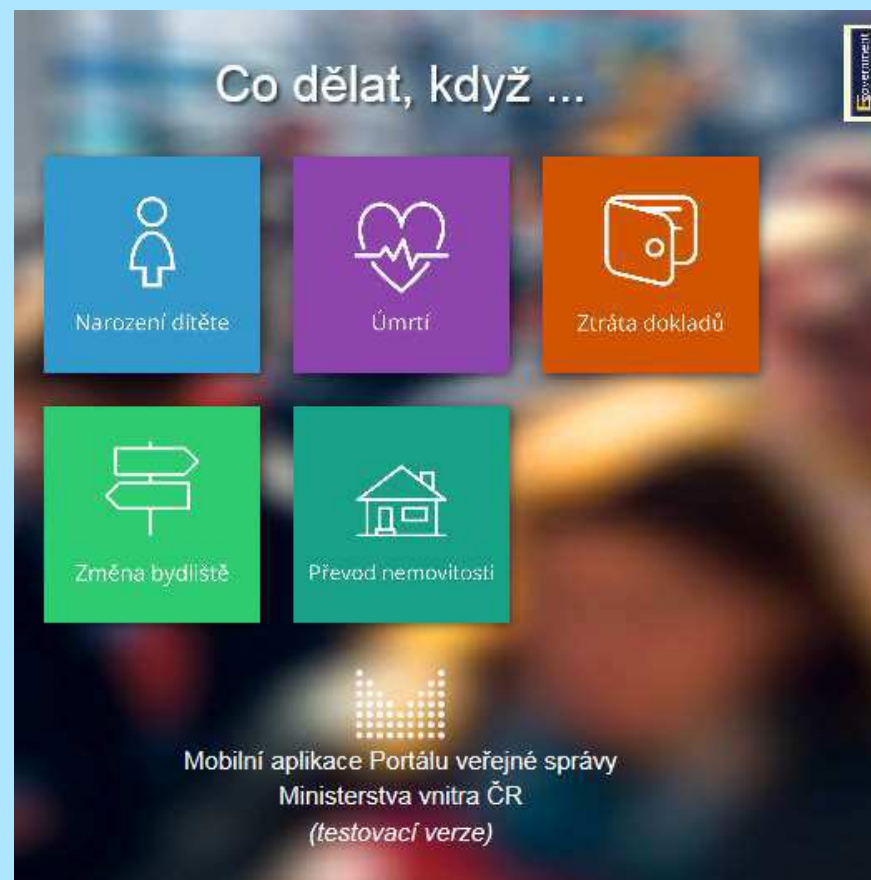 Co dělat, když ...
Egovernment
Narození dítěte
Úmrtí
Ztráta dokladů
Změna bydliště
Převod nemovitosti
Mobilní aplikace Portálu veřejné správy
Ministerstva vnitra ČR
(testovací verze)